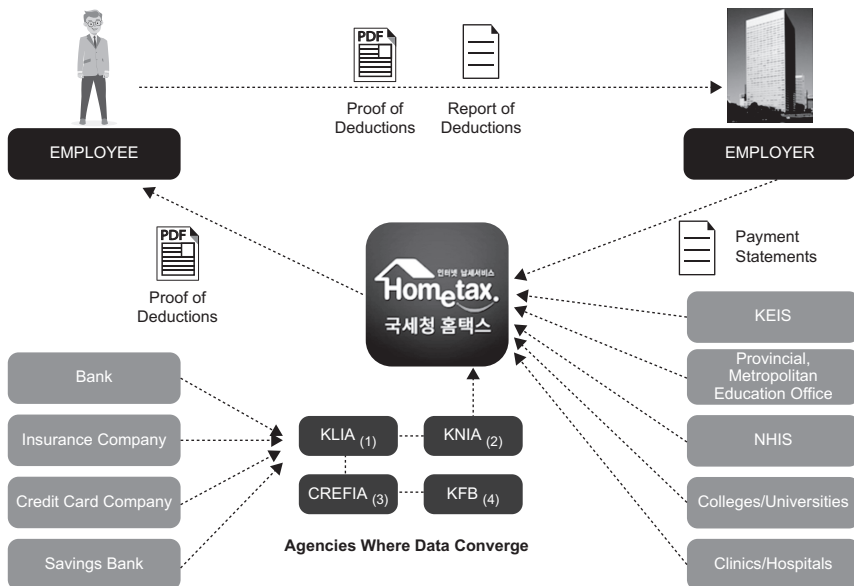 PDF
Proof of
Deductions
Report of
Deductions
EMPLOYEE
EMPLOYER
PDF
Proof of
Deductions
인터넷 납세서비스
Hometax.
국세청 홈택스
Payment
Statements
KEIS
Provincial,
Metropolitan
Education Office
NHIS
Colleges/Universities
Clinics/Hospitals
Bank
Insurance Company
Credit Card Company
Savings Bank
KLIA (1)
KNIA (2)
CREFIA (3)
KFB (4)
Agencies Where Data Converge